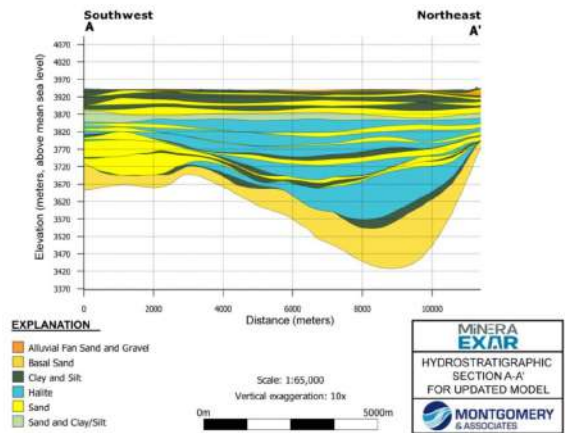 Southwest
A
Northeast
A'
Elevation (meters, above mean sea level)
4070
4020
3970
3920
3870
3820
3770
3720
3670
3620
3570
3520
3470
3420
3370
0
2000
4000
6000
8000
10000
Distance (meters)
EXPLANATION
Alluvial Fan Sand and Gravel
Basal Sand
Clay and Silt
Halite
Sand
Sand and Clay/Silt
Scale: 1:65,000
Vertical exaggeration: 10x
0m
5000m
MINERA
EXAR
HYDROSTRATIGRAPHIC
SECTION A-A'
FOR UPDATED MODEL
MONTGOMERY
& ASSOCIATES